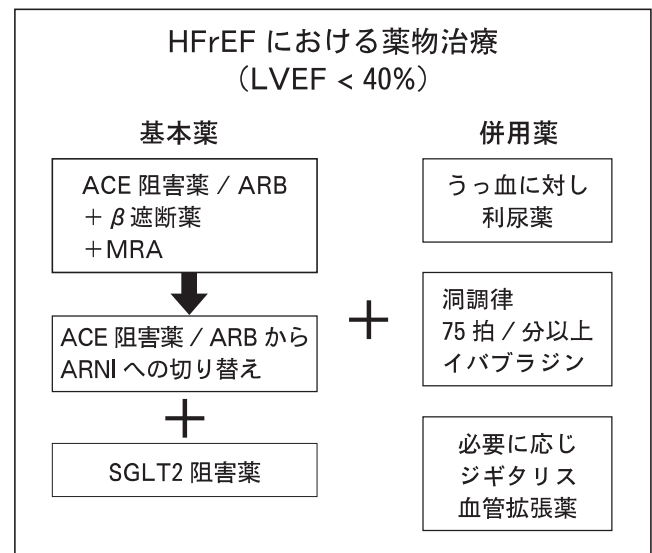 HFrEF における薬物治療
（LVEF < 40%）
基本薬
ACE 阻害薬 / ARB
+ β遮断薬
+MRA
ACE 阻害薬 / ARB から
ARNI への切り替え
+
SGLT2 阻害薬
+
併用薬
うっ血に対し
利尿薬
洞調律
75 拍 / 分以上
イバブラジン
必要に応じ
ジギタリス
血管拡張薬